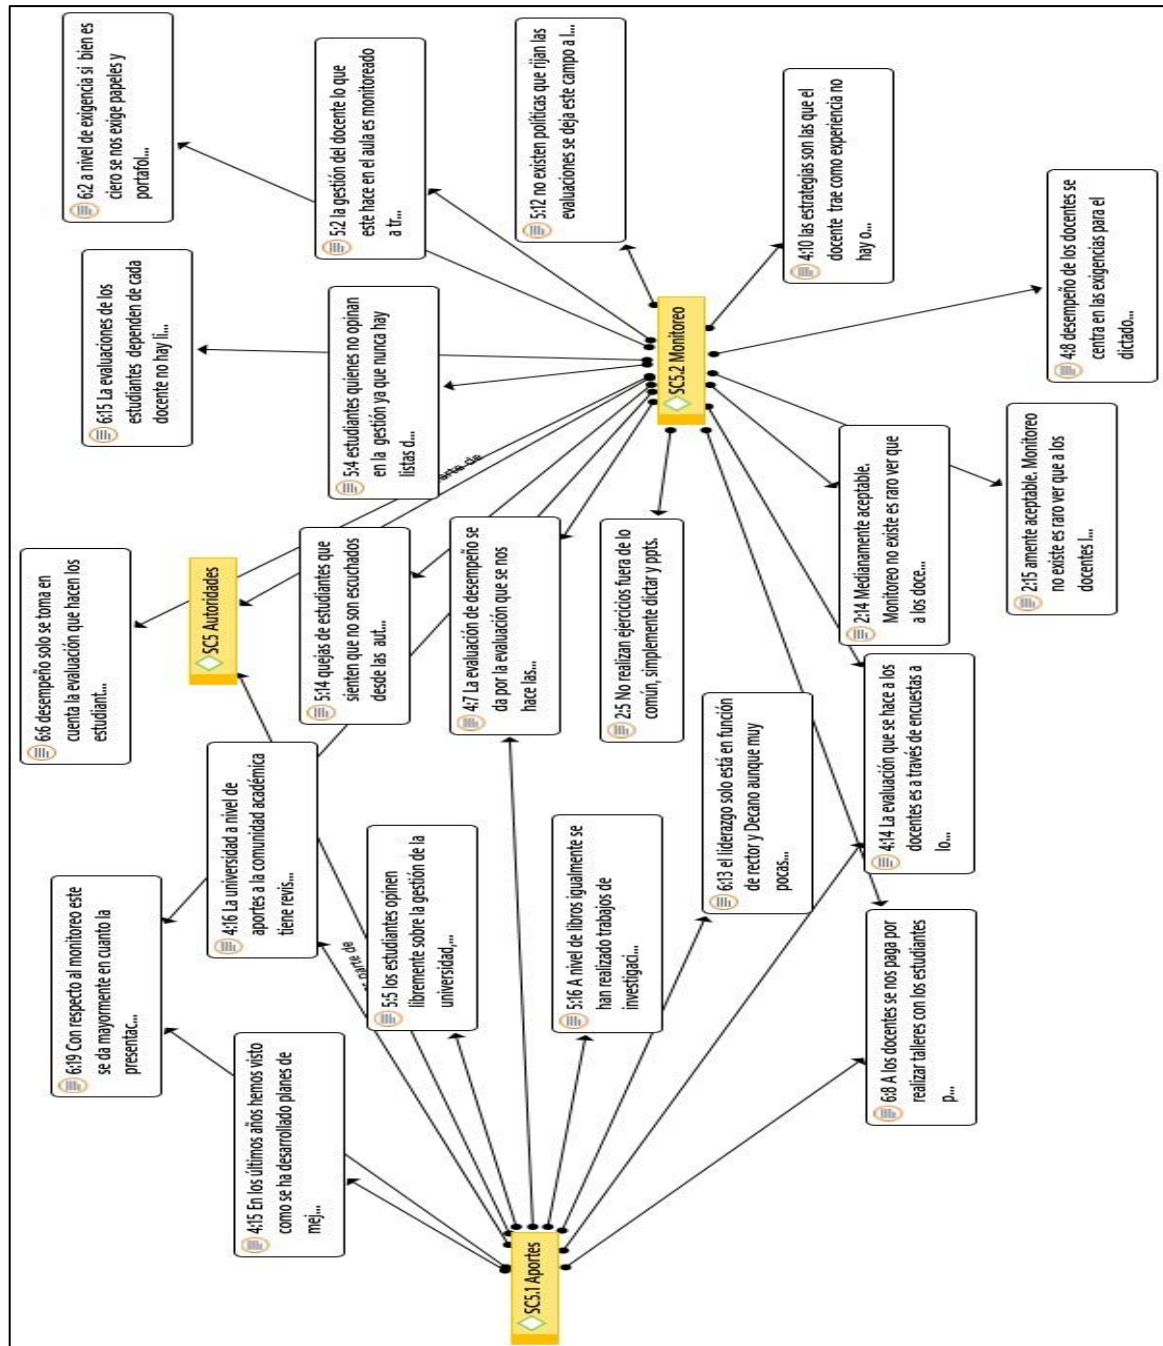 6:19 Con respecto al monitoreo este
se da mayormente en cuanto la
presentac...
6:6 desempeño solo se toma en
cuenta la evaluación que hacen los
estudiant...
6:2 a nivel de exigencia si bien es
ciero se nos exige papeles y
portafol...
6:15 La evaluaciones de los
estudiantes dependen de cada
docente no hay li...
SC5 Autoridades
4:15 En los últimos años hemos visto
como se ha desarrollado planes de
mej...
4:16 La universidad a nivel de
aportes a la comunidad académica
tiene revis...
5:14 quejas de estudiantes que
sienten que no son escuchados
desde las aut...
5:2 la gestión del docente lo que
este hace en el aula es monitoreado
a tr...
5:4 estudiantes quienes no opinan
en la gestión ya que nunca hay
listas d...
parte de
arte de
5:5 los estudiantes opinen
libremente sobre la gestión de la
universidad,...
4:7 La evaluación de desempeño se
da por la evaluación que se nos
hace las...
5:12 no existen políticas que rijan las
evaluaciones se deja este campo a l...
SC5.1 Aportes
5:16 A nivel de libros igualmente se
han realizado trabajos de
investigaci...
2:5 No realizan ejercicios fuera de lo
común, simplemente dictar y ppts.
SC5.2 Monitoreo
6:13 el liderazgo solo está en función
de rector y Decano aunque muy
pocas...
4:10 las estrategias son las que el
docente trae como experiencia no
hay o...
6:8 A los docentes se nos paga por
realizar talleres con los estudiantes
p...
4:14 La evaluación que se hace a los
docentes es a través de encuestas a
lo...
2:14 Medianamente aceptable.
Monitoreo no existe es raro ver que
a los doce...
2:15 amente aceptable. Monitoreo
no existe es raro ver que a los
docentes l...
4:8 desempeño de los docentes se
centra en las exigencias para el
dictado...